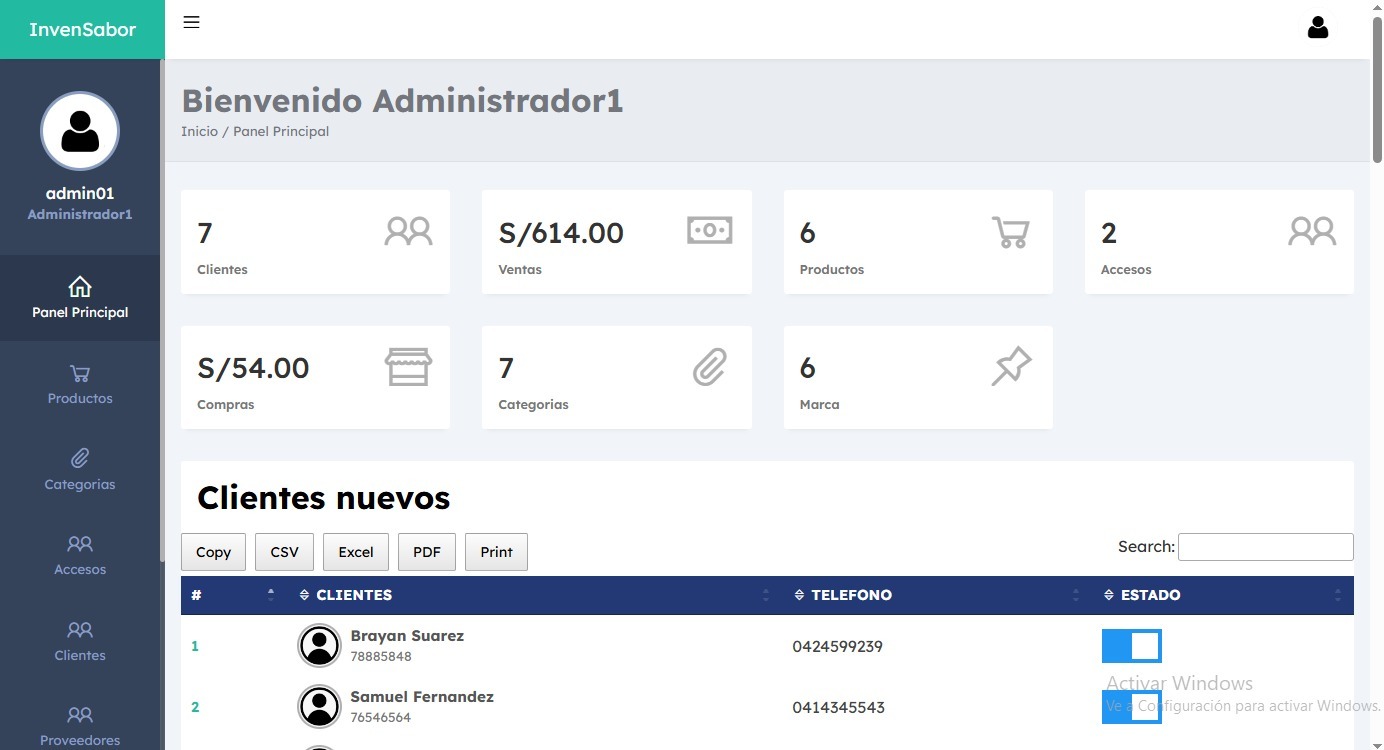 InvenSabor
Bienvenido Administrador1
Inicio / Panel Principal
admin01
Administrador1
Panel Principal
Productos
Categorias
Accesos
Clientes
Proveedores
7
Clientes
S/614.00
Ventas
6
Productos
2
Accesos
S/54.00
Compras
7
Categorias
6
Marca
Clientes nuevos
Copy CSV Excel PDF Print Search:
# CLIENTES TELEFONO ESTADO
1 Brayan Suarez 0424599239
78885848
2 Samuel Fernandez 0414345543
76546564
Activar Windows
Ve a Configuración para activar Windows.